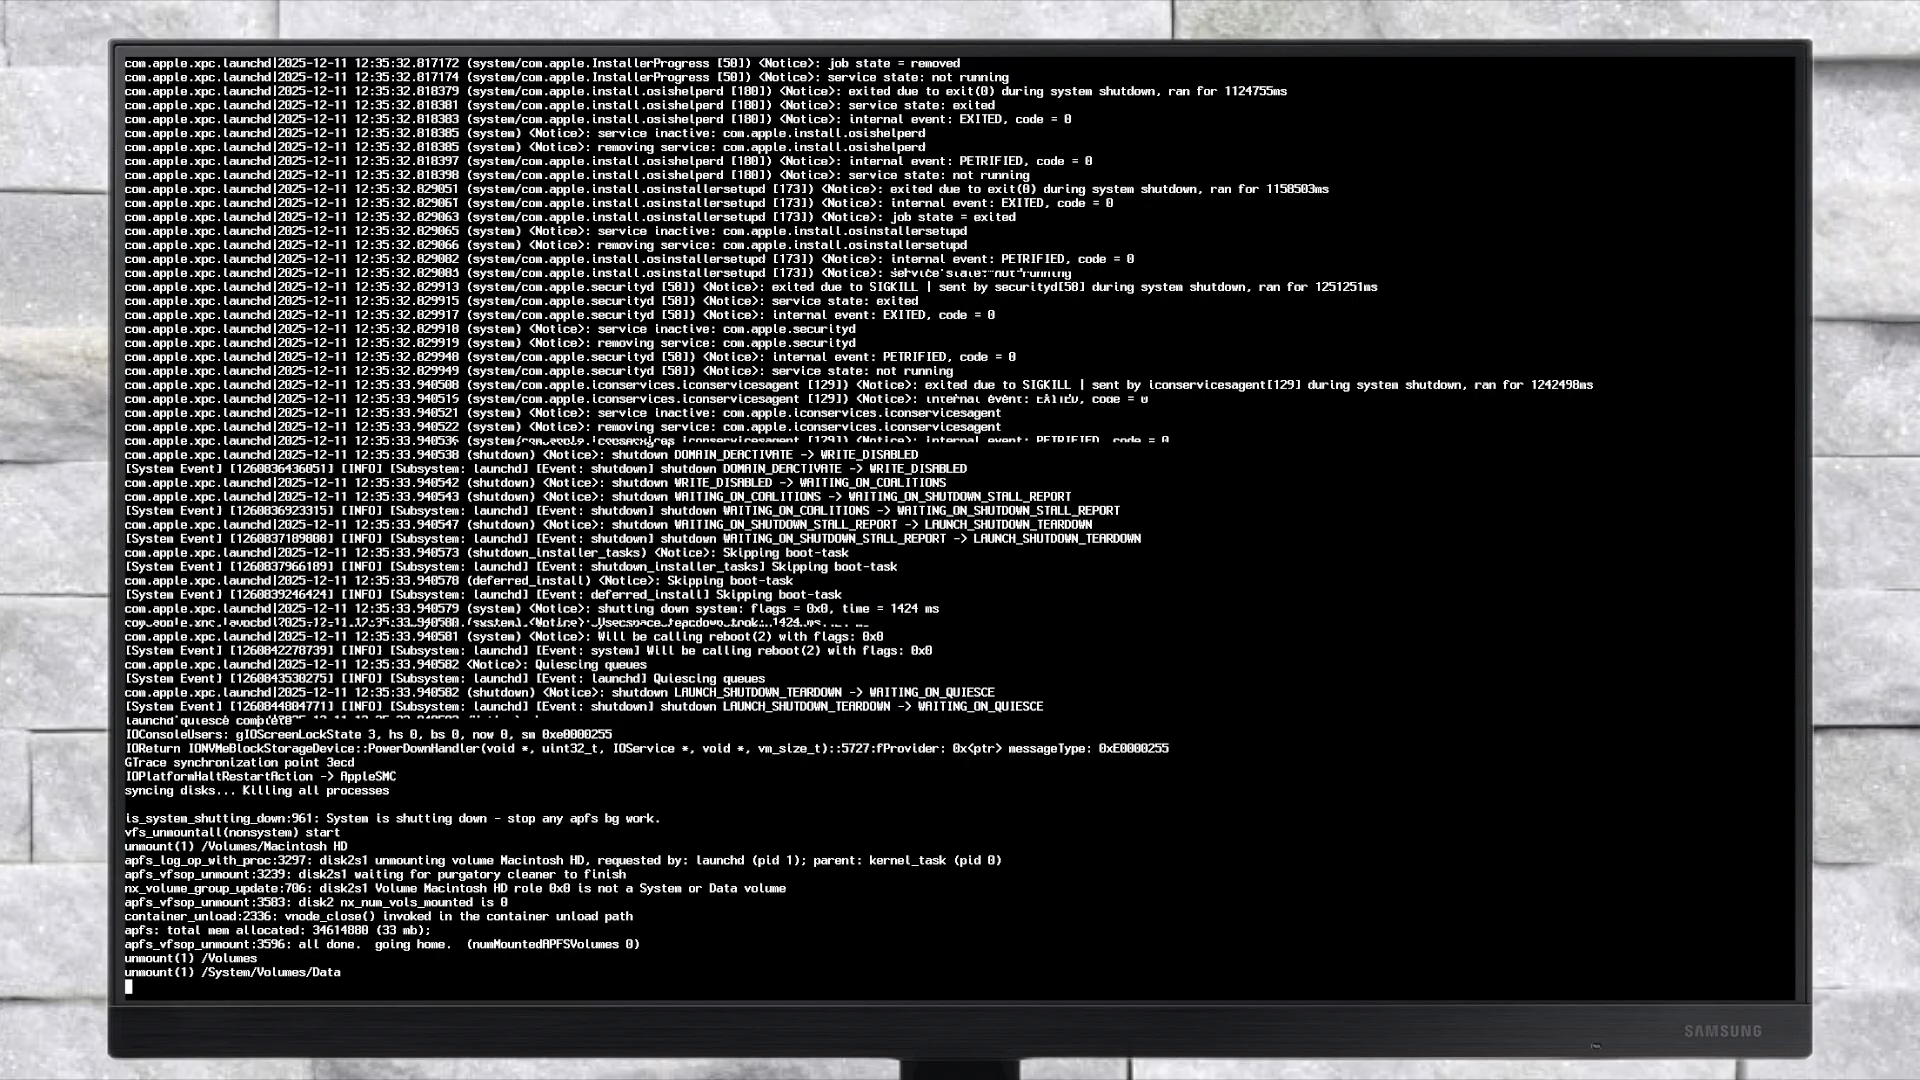 com.apple.xpc.launchd|2025-12-11 12:35:32.817172 (system/com.apple.InstallerProgress [50]) <Notice>: job state = removed
com.apple.xpc.launchd|2025-12-11 12:35:32.817174 (system/com.apple.InstallerProgress [50]) <Notice>: service state: not running
com.apple.xpc.launchd|2025-12-11 12:35:32.818379 (system/com.apple.install.osishelperd [180]) <Notice>: exited due to exit(0) during system shutdown, ran for 1124755ms
com.apple.xpc.launchd|2025-12-11 12:35:32.818381 (system/com.apple.install.osishelperd [180]) <Notice>: service state: exited
com.apple.xpc.launchd|2025-12-11 12:35:32.818383 (system/com.apple.install.osishelperd [180]) <Notice>: internal event: EXITED, code = 0
com.apple.xpc.launchd|2025-12-11 12:35:32.818385 (system) <Notice>: service inactive: com.apple.install.osishelperd
com.apple.xpc.launchd|2025-12-11 12:35:32.818385 (system) <Notice>: removing service: com.apple.install.osishelperd
com.apple.xpc.launchd|2025-12-11 12:35:32.818397 (system/com.apple.install.osishelperd [180]) <Notice>: internal event: PETRIFIED, code = 0
com.apple.xpc.launchd|2025-12-11 12:35:32.818398 (system/com.apple.install.osishelperd [180]) <Notice>: service state: not running
com.apple.xpc.launchd|2025-12-11 12:35:32.829051 (system/com.apple.install.osinstallersetupd [173]) <Notice>: exited due to exit(0) during system shutdown, ran for 1158503ms
com.apple.xpc.launchd|2025-12-11 12:35:32.829061 (system/com.apple.install.osinstallersetupd [173]) <Notice>: internal event: EXITED, code = 0
com.apple.xpc.launchd|2025-12-11 12:35:32.829063 (system/com.apple.install.osinstallersetupd [173]) <Notice>: job state = exited
com.apple.xpc.launchd|2025-12-11 12:35:32.829065 (system) <Notice>: service inactive: com.apple.install.osinstallersetupd
com.apple.xpc.launchd|2025-12-11 12:35:32.829066 (system) <Notice>: removing service: com.apple.install.osinstallersetupd
com.apple.xpc.launchd|2025-12-11 12:35:32.829082 (system/com.apple.install.osinstallersetupd [173]) <Notice>: internal event: PETRIFIED, code = 0
com.apple.xpc.launchd|2025-12-11 (system/com.apple.install.osinstallersetupd [173]) <Notice>: service state: not running
com.apple.xpc.launchd|2025-12-11 12:35:32.829913 (system/com.apple.securityd [58]) <Notice>: exited due to SIGKILL | sent by securityd[58] during system shutdown, ran for 1251251ms
com.apple.xpc.launchd|2025-12-11 12:35:32.829915 (system/com.apple.securityd [58]) <Notice>: service state: exited
com.apple.xpc.launchd|2025-12-11 12:35:32.829917 (system/com.apple.securityd [58]) <Notice>: internal event: EXITED, code = 0
com.apple.xpc.launchd|2025-12-11 12:35:32.829918 (system) <Notice>: service inactive: com.apple.securityd
com.apple.xpc.launchd|2025-12-11 12:35:32.829919 (system) <Notice>: removing service: com.apple.securityd
com.apple.xpc.launchd|2025-12-11 12:35:32.829948 (system/com.apple.securityd [58]) <Notice>: internal event: PETRIFIED, code = 0
com.apple.xpc.launchd|2025-12-11 12:35:32.829949 (system/com.apple.securityd [58]) <Notice>: service state: not running
com.apple.xpc.launchd|2025-12-11 12:35:33.940508 (system/com.apple.iconservices.iconservicesagent [129]) <Notice>: exited due to SIGKILL | sent by iconservicesagent[129] during system shutdown, ran for 1242498ms
com.apple.xpc.launchd|2025-12-11 (system/com.apple.iconservices.iconservicesagent [129]) <Notice>: internal event: EXITED, code = 0
com.apple.xpc.launchd|2025-12-11 12:35:33.940521 (system) <Notice>: service inactive: com.apple.iconservices.iconservicesagent
com.apple.xpc.launchd|2025-12-11 12:35:33.940522 (system) <Notice>: removing service: com.apple.iconservices.iconservicesagent
com.apple.xpc.launchd|2025-12-11 12:35:33.940536 iconservicesagent [129]) <Notice>: internal event: PETRIFIED, code = 0
com.apple.xpc.launchd|2025-12-11 12:35:33.940538 (shutdown) <Notice>: shutdown DOMAIN_DEACTIVATE -> WRITE_DISABLED
[System Event] [1260836436051] [INFO] [Subsystem: launchd] [Event: shutdown] shutdown DOMAIN_DEACTIVATE -> WRITE_DISABLED
com.apple.xpc.launchd|2025-12-11 12:35:33.940542 (shutdown) <Notice>: shutdown WRITE_DISABLED -> WAITING_ON_COALITIONS
com.apple.xpc.launchd|2025-12-11 12:35:33.940543 (shutdown) <Notice>: shutdown WAITING_ON_COALITIONS -> WAITING_ON_SHUTDOWN_STALL_REPORT
[System Event] [1260836923315] [INFO] [Subsystem: launchd] [Event: shutdown] shutdown WAITING_ON_COALITIONS -> WAITING_ON_SHUTDOWN_STALL_REPORT
com.apple.xpc.launchd|2025-12-11 12:35:33.940547 (shutdown) <Notice>: shutdown WAITING_ON_SHUTDOWN_STALL_REPORT -> LAUNCH_SHUTDOWN_TEARDOWN
[System Event] [1260837189808] [INFO] [Subsystem: launchd] [Event: shutdown] shutdown WAITING_ON_SHUTDOWN_STALL_REPORT -> LAUNCH_SHUTDOWN_TEARDOWN
com.apple.xpc.launchd|2025-12-11 12:35:33.940573 (shutdown_installer_tasks) <Notice>: Skipping boot-task
[System Event] [1260837966189] [INFO] [Subsystem: launchd] [Event: shutdown_installer_tasks] Skipping boot-task
com.apple.xpc.launchd|2025-12-11 12:35:33.940578 (deferred_install) <Notice>: Skipping boot-task
[System Event] [1260839246424] [INFO] [Subsystem: launchd] [Event: deferred_install] Skipping boot-task
com.apple.xpc.launchd|2025-12-11 12:35:33.940579 (system) <Notice>: shutting down system: flags = 0x0, time = 1424 ms
com.apple.xpc.launchd|2025-12-11 12:35:33.940580 (system) <Notice>: Userspace teardown took: 1424 ms
com.apple.xpc.launchd|2025-12-11 12:35:33.940581 (system) <Notice>: Will be calling reboot(2) with flags: 0x0
[System Event] [1260842278739] [INFO] [Subsystem: launchd] [Event: system] Will be calling reboot(2) with flags: 0x0
com.apple.xpc.launchd|2025-12-11 12:35:33.940582 <Notice>: Quiescing queues
[System Event] [1260843530275] [INFO] [Subsystem: launchd] [Event: launchd] Quiescing queues
com.apple.xpc.launchd|2025-12-11 12:35:33.940582 (shutdown) <Notice>: shutdown LAUNCH_SHUTDOWN_TEARDOWN -> WAITING_ON_QUIESCE
[System Event] [1260844804771] [INFO] [Subsystem: launchd] [Event: shutdown] shutdown LAUNCH_SHUTDOWN_TEARDOWN -> WAITING_ON_QUIESCE
launchd quiesce complete
IOConsoleUsers: gIOScreenLockState 3, hs 0, bs 0, now 0, sm 0xe0000255
IOReturn IONVMeBlockStorageDevice::PowerDownHandler(void *, uint32_t, IOService *, void *, vm_size_t)::5727:fProvider: 0x<ptr> messageType: 0xE0000255
GTrace synchronization point 3ecd
IOPlatformHaltRestartAction -> AppleSMC
syncing disks... Killing all processes
is_system_shutting_down:961: System is shutting down - stop any apfs bg work.
vfs_unmountall(nonsystem) start
unmount(1) /Volumes/Macintosh HD
apfs_log_op_with_proc:3297: disk2s1 unmounting volume Macintosh HD, requested by: launchd (pid 1); parent: kernel_task (pid 0)
apfs_vfsop_unmount:3239: disk2s1 waiting for purgatory cleaner to finish
nx_volume_group_update:706: disk2s1 Volume Macintosh HD role 0x0 is not a System or Data volume
apfs_vfsop_unmount:3583: disk2 nx_num_vols_mounted is 0
container_unload:2336: vnode_close() invoked in the container unload path
apfs: total mem allocated: 34614880 (33 mb);
apfs_vfsop_unmount:3596: all done.  going home.  (numMountedAPFSVolumes 0)
unmount(1) /Volumes
unmount(1) /System/Volumes/Data
SAMSUNG